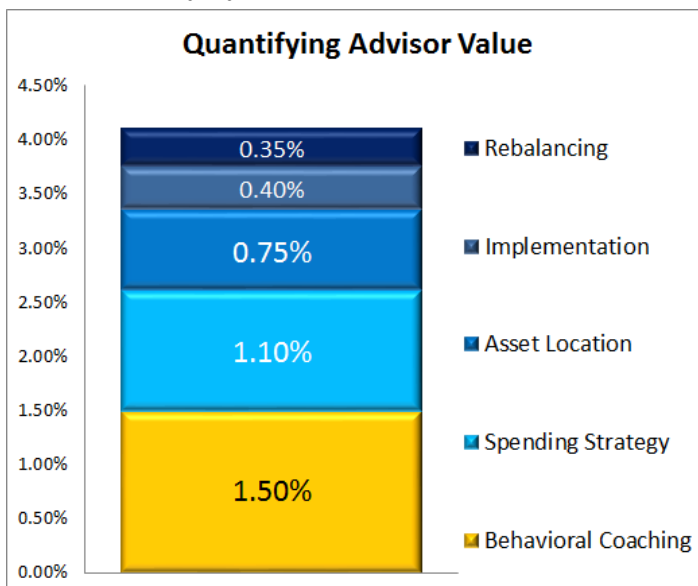 Quantifying Advisor Value
4.50%
4.00%
3.50%
3.00%
2.50%
2.00%
1.50%
1.00%
0.50%
0.00%
0.35%
0.40%
0.75%
1.10%
1.50%
Rebalancing
Implementation
Asset Location
Spending Strategy
Behavioral Coaching